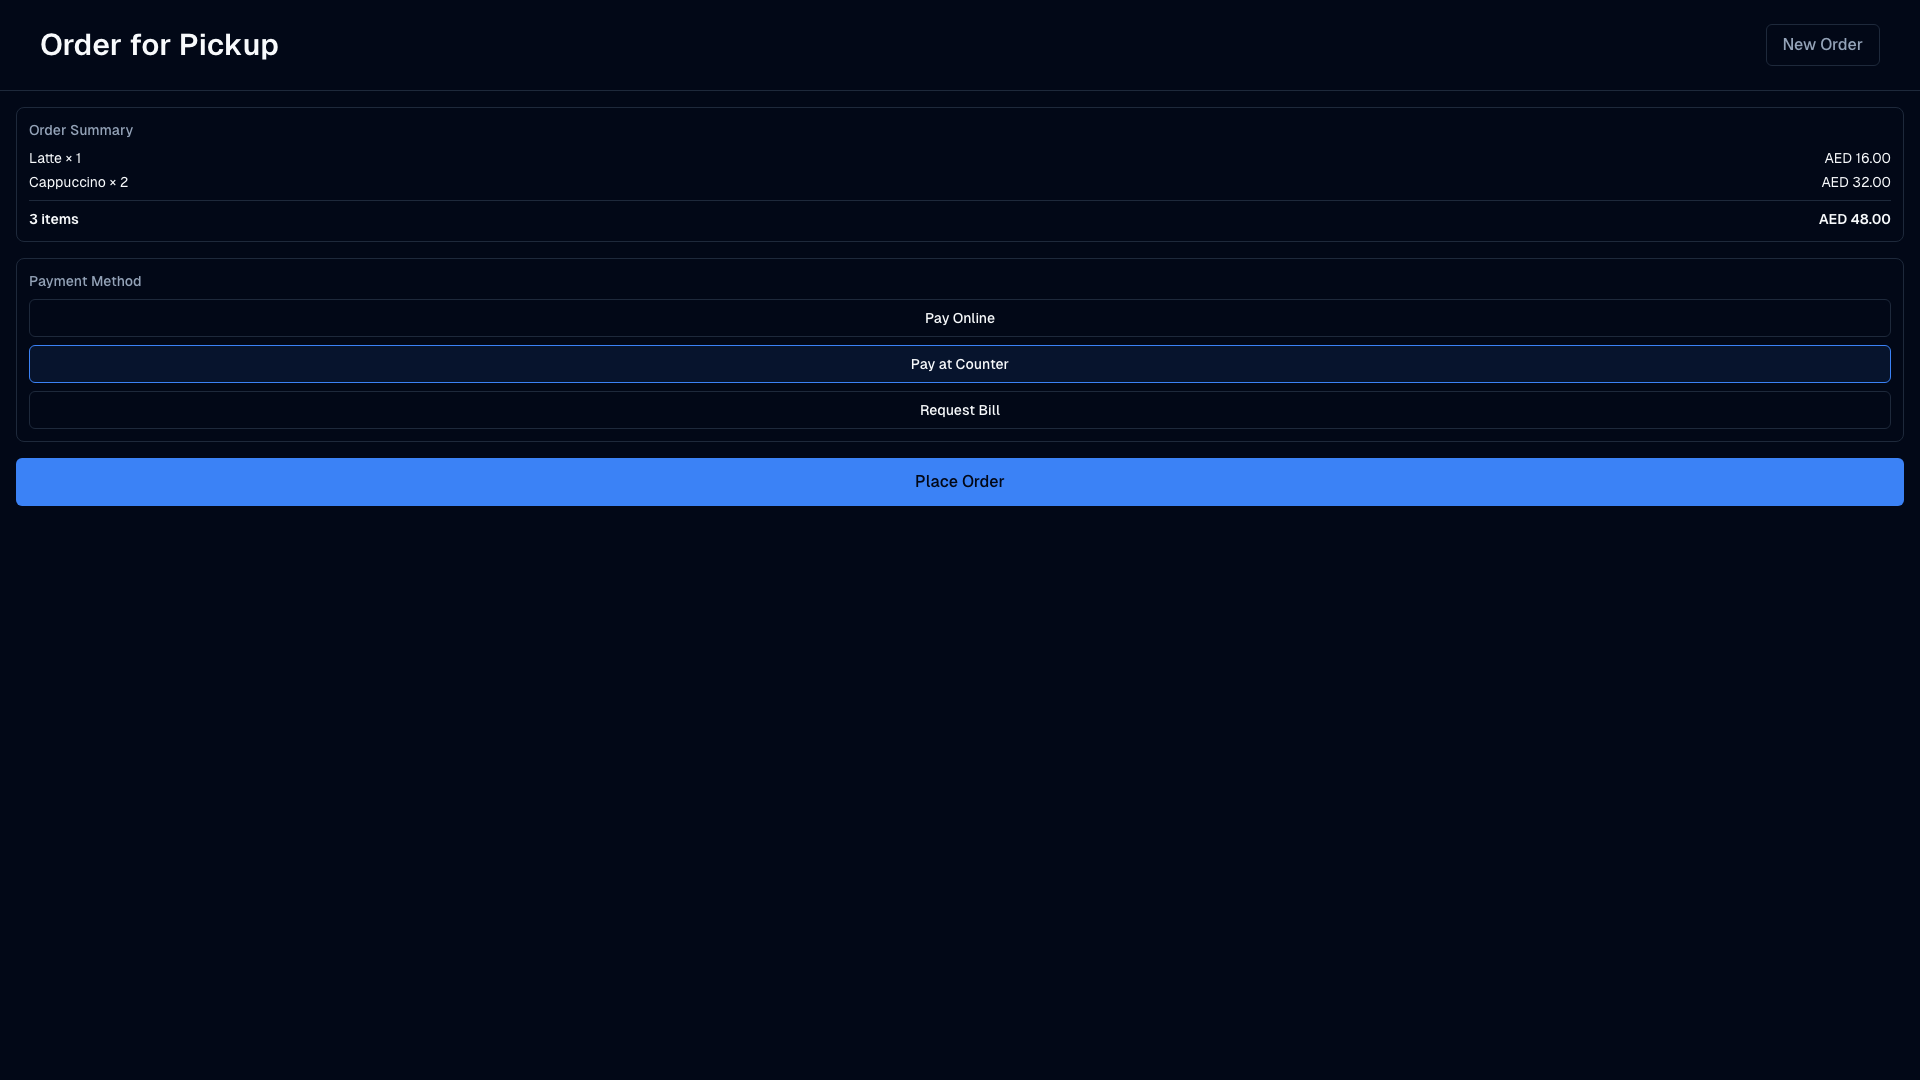 Order for Pickup
New Order
Order Summary
Latte × 1 AED 16.00
Cappuccino × 2 AED 32.00
3 items AED 48.00
Payment Method
Pay Online
Pay at Counter
Request Bill
Place Order